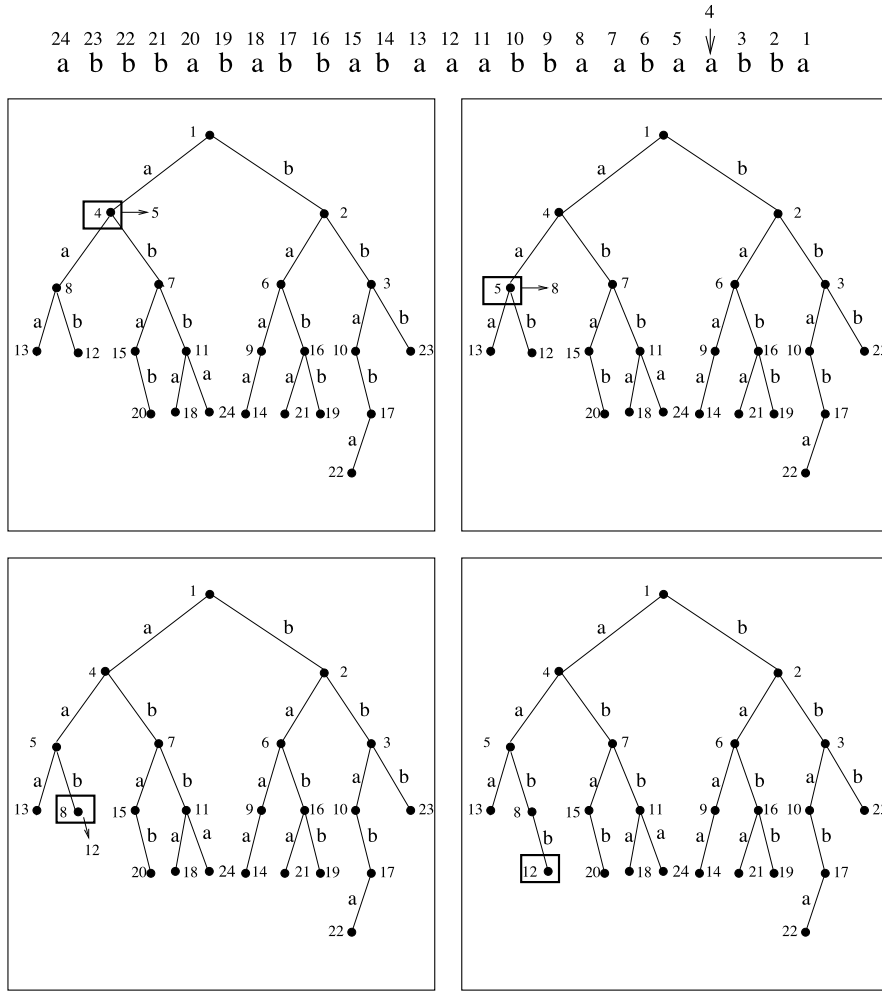 4
24 23 22 21 20 19 18 17 16 15 14 13 12 11 10 9 8 7 6 5 3 2 1
a b b b a b a b b a b a a a b b a a b a a b b a
1
a b
4 5 2
a b a b
8 7 6 3
a b a b a b a b
13 12 15 11 9 16 10 23
b a a a a b b
20 18 24 14 21 19 17
a
22
1
a b
4 2
a b a b
5 8 7 6 3
a b a b a b a b
13 12 15 11 9 16 10
b a a a a b b
20 18 24 14 21 19 17
a
22
1
a b
4 2
a b a b
5 7 6 3
a b a b a b a b
13 8 15 11 9 16 10 23
12 b a a a a b b
20 18 24 14 21 19 17
a
22
1
a b
4 2
a b a b
5 7 6 3
a b a b a b a b
13 8 15 11 9 16 10
b b a a a a b b
12 20 18 24 14 21 19 17
a
22